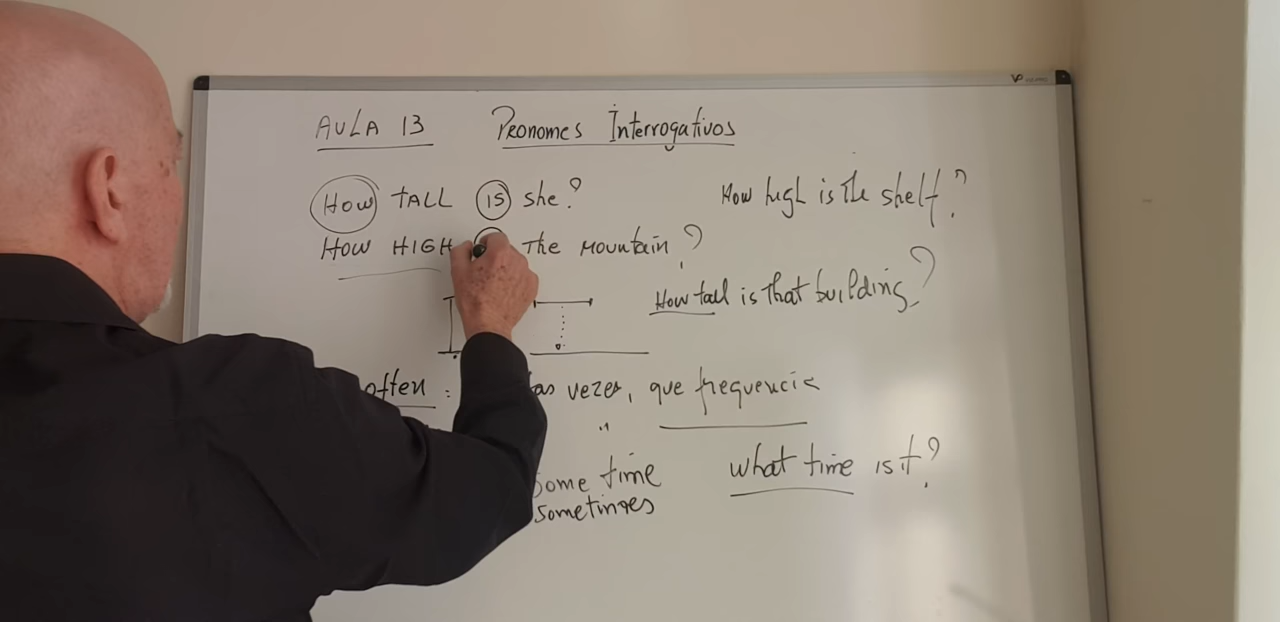 AULA 13 Pronomes Interrogativos
How TALL is she?
How high is the shelf?
HOW HIGH The Mountain?
How tall is that building?
often : as vezes, que frequencia
"
what time is it?
some time
sometimes